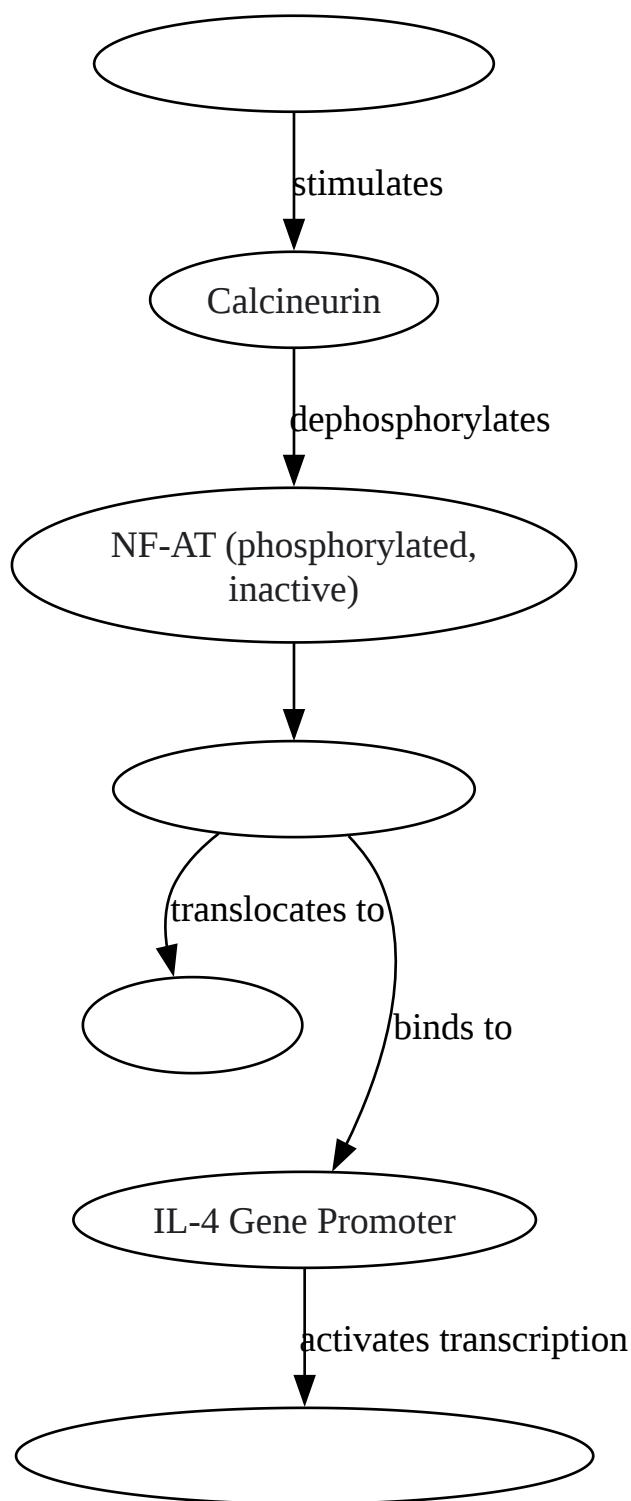 stimulates
Calcineurin
dephosphorylates
NF-AT (phosphorylated,
inactive)
translocates to
binds to
IL-4 Gene Promoter
activates transcription